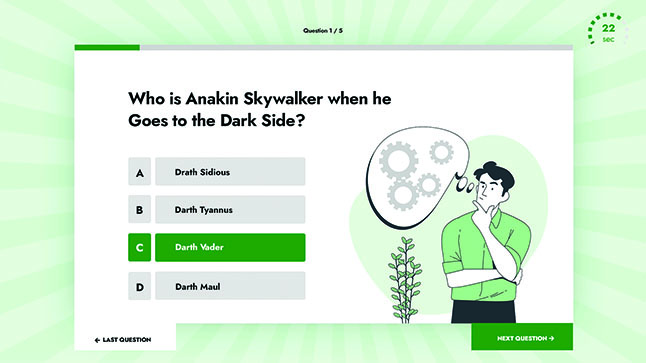 Question 1 / 5
22
sec
Who is Anakin Skywalker when he
Goes to the Dark Side?
A Drath Sidious
B Darth Tyannus
C Darth Vader
D Darth Maul
← LAST QUESTION
NEXT QUESTION →